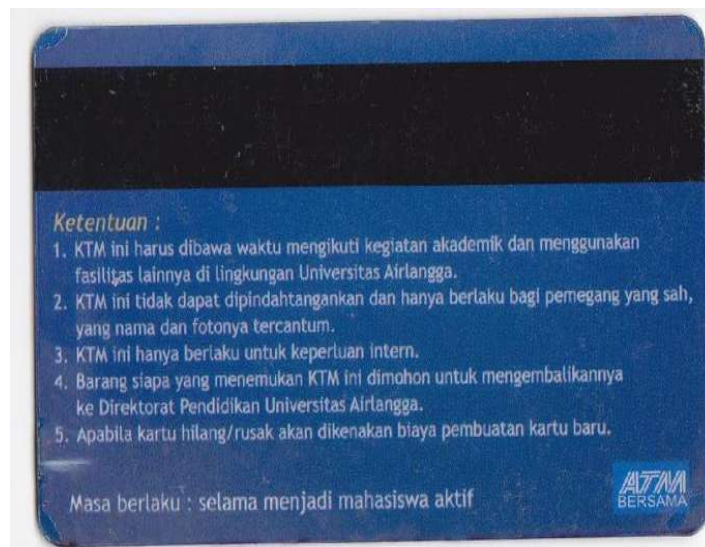 Ketentuan :
1. KTM ini harus dibawa waktu mengikuti kegiatan akademik dan menggunakan
fasilitas lainnya di lingkungan Universitas Airlangga.
2. KTM ini tidak dapat dipindahtangankan dan hanya berlaku bagi pemegang yang sah,
yang nama dan fotonya tercantum.
3. KTM ini hanya berlaku untuk keperluan intern.
4. Barang siapa yang menemukan KTM ini dimohon untuk mengembalikannya
ke Direktorat Pendidikan Universitas Airlangga.
5. Apabila kartu hilang/rusak akan dikenakan biaya pembuatan kartu baru.
Masa berlaku : selama menjadi mahasiswa aktif
ATM
BERSAMA